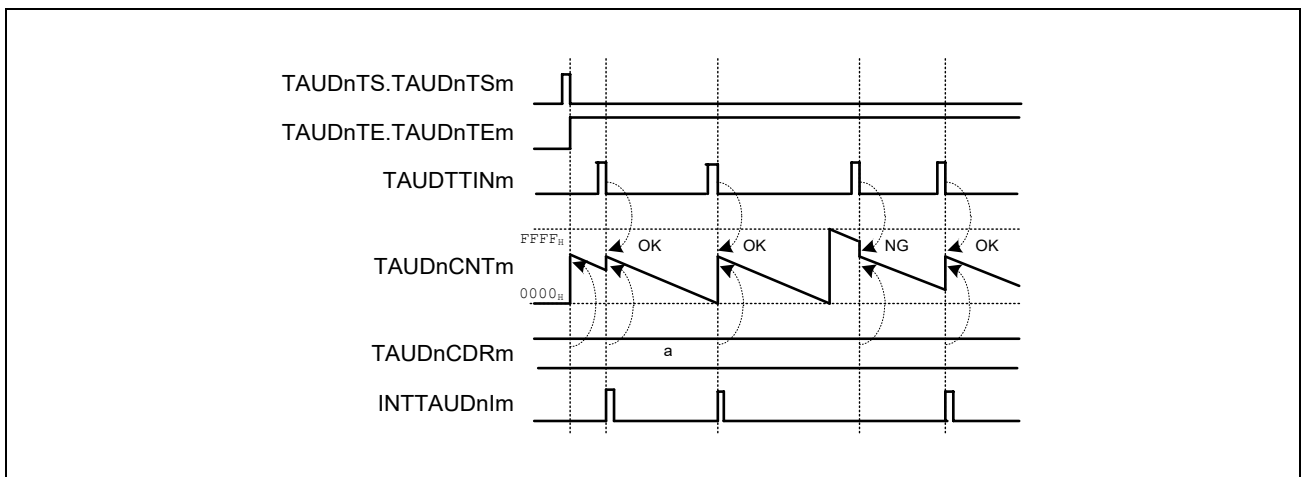 TAUDnTS.TAUDnTSm
TAUDnTE.TAUDnTEm
TAUDTTINm
FFFFH
OK
OK
NG
OK
TAUDnCNTm
0000H
TAUDnCDRm
a
INTTAUDnIm